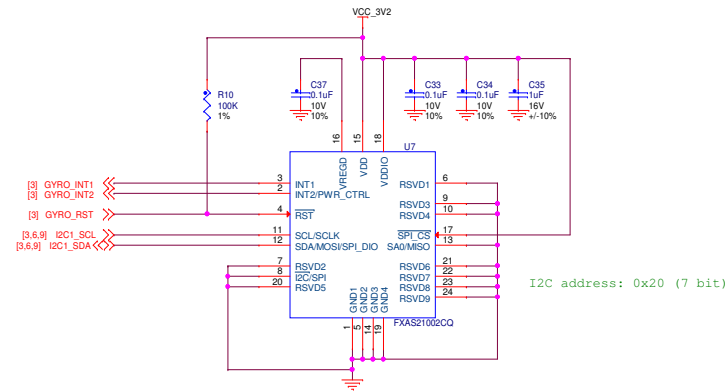 VCC_3V2
R10
100K
1%
C37
0.1uF
10V
10%
C33
0.1uF
10V
10%
C34
0.1uF
10V
10%
C35
1uF
16V
+/-10%
16
15
18
VREGD
VDD
VDDIO
U7
[3] GYRO_INT1
[3] GYRO_INT2
[3] GYRO_RST
[3,6,9] I2C1_SCL
[3,6,9] I2C1_SDA
3 INT1
2 INT2/PWR_CTRL
4 RST
11 SCL/SCLK
12 SDA/MOSI/SPI_DIO
7 RSVD2
8 I2C/SPI
20 RSVD5
RSVD1 6
RSVD3 9
RSVD4 10
SPI_CS 17
SA0/MISO 13
RSVD6 21
RSVD7 22
RSVD8 23
RSVD9 24
GND1
GND2
GND3
GND4
1
5
14
19
FXAS21002CQ
I2C address: 0x20 (7 bit)